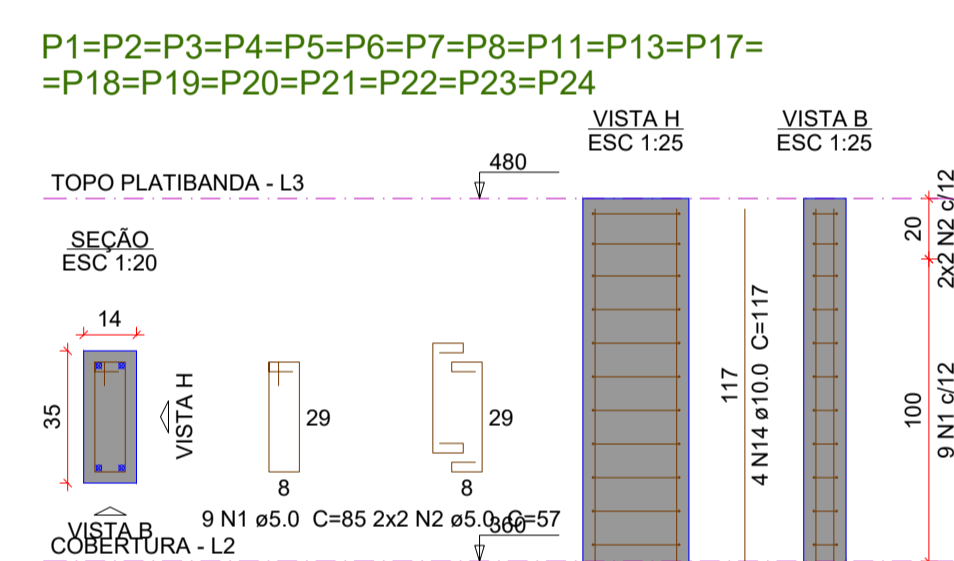 P1=P2=P3=P4=P5=P6=P7=P8=P11=P13=P17=
=P18=P19=P20=P21=P22=P23=P24
VISTA H
ESC 1:25
VISTA B
ESC 1:25
TOPO PLATIBANDA - L3
480
SEÇÃO
ESC 1:20
14
35
VISTA H
VISTA B
29
8
9 N1 ø5.0 C=85
29
8
2x2 N2 ø5.0 C=57
117
4 N14 ø10.0 C=117
20
2x2 N2 c/12
100
9 N1 c/12
360
COBERTURA - L2